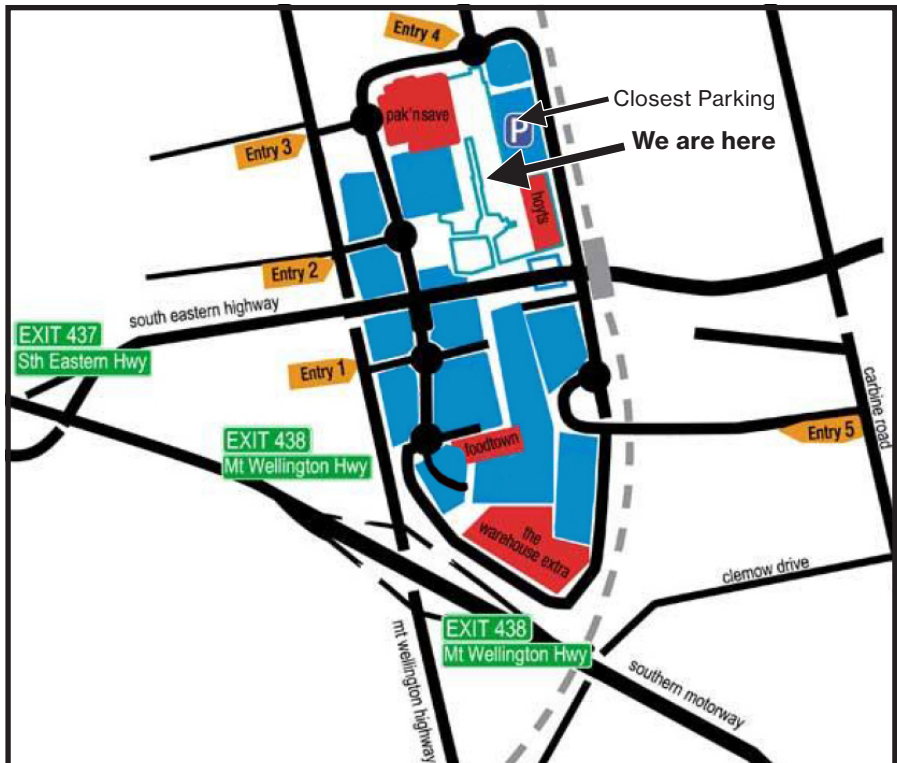 Entry 4
Closest Parking
pak'nsave
P
We are here
Entry 3
hoyts
Entry 2
south eastern highway
EXIT 437
Sth Eastern Hwy
Entry 1
carbine road
Entry 5
EXIT 438
Mt Wellington Hwy
foodtown
the
warehouse extra
clemow drive
EXIT 438
Mt Wellington Hwy
mt wellington highway
southern motorway